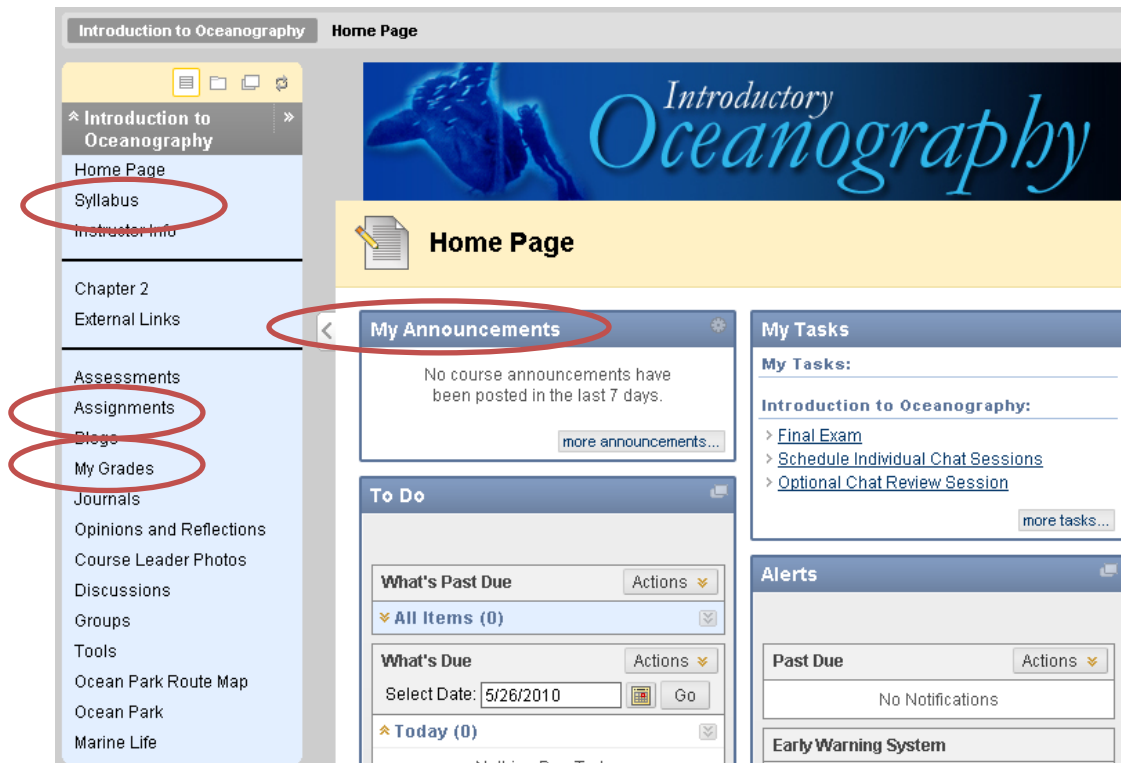 Introduction to Oceanography Home Page
Introduction to
Oceanography
Home Page
Syllabus
Instructor Info
Chapter 2
External Links
Assessments
Assignments
Blogs
My Grades
Journals
Opinions and Reflections
Course Leader Photos
Discussions
Groups
Tools
Ocean Park Route Map
Ocean Park
Marine Life
Introductory
Oceanography
Home Page
My Announcements
No course announcements have
been posted in the last 7 days.
more announcements...
To Do
What's Past Due Actions
All Items (0)
What's Due Actions
Select Date: 5/26/2010 Go
Today (0)
My Tasks
My Tasks:
Introduction to Oceanography:
> Final Exam
> Schedule Individual Chat Sessions
> Optional Chat Review Session
more tasks...
Alerts
Past Due Actions
No Notifications
Early Warning System